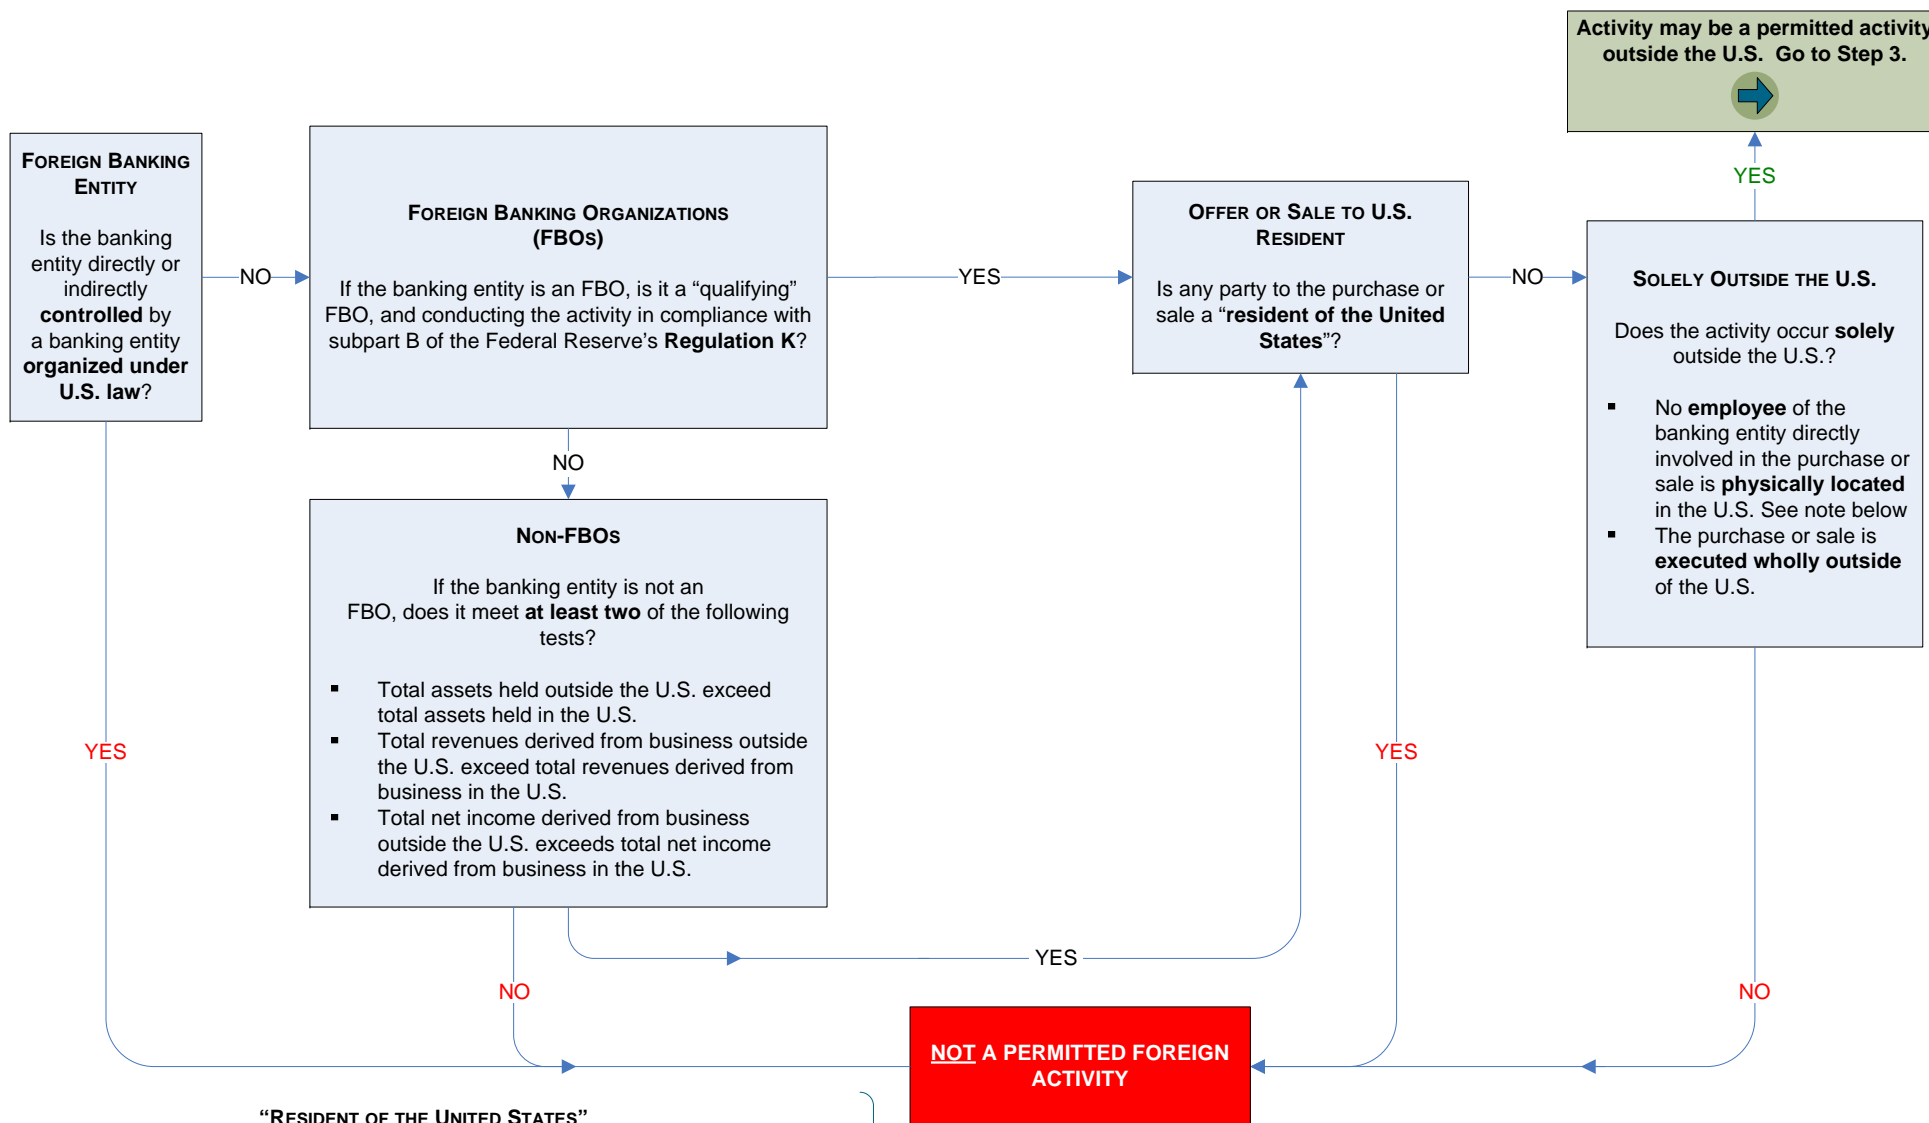 Activity may be a permitted activity
outside the U.S. Go to Step 3.
FOREIGN BANKING
ENTITY
Is the banking
entity directly or
indirectly
controlled by
a banking entity
organized under
U.S. law?
NO
FOREIGN BANKING ORGANIZATIONS
(FBOS)
If the banking entity is an FBO, is it a “qualifying”
FBO, and conducting the activity in compliance with
subpart B of the Federal Reserve’s Regulation K?
YES
OFFER OR SALE TO U.S.
RESIDENT
Is any party to the purchase or
sale a “resident of the United
States”?
NO
YES
SOLELY OUTSIDE THE U.S.
Does the activity occur solely
outside the U.S.?
▪ No employee of the
banking entity directly
involved in the purchase or
sale is physically located
in the U.S. See note below
▪ The purchase or sale is
executed wholly outside
of the U.S.
NO
NON-FBOS
If the banking entity is not an
FBO, does it meet at least two of the following
tests?
▪ Total assets held outside the U.S. exceed
total assets held in the U.S.
▪ Total revenues derived from business outside
the U.S. exceed total revenues derived from
business in the U.S.
▪ Total net income derived from business
outside the U.S. exceeds total net income
derived from business in the U.S.
YES
YES
YES
NO
NO
NOT A PERMITTED FOREIGN
ACTIVITY
“RESIDENT OF THE UNITED STATES”